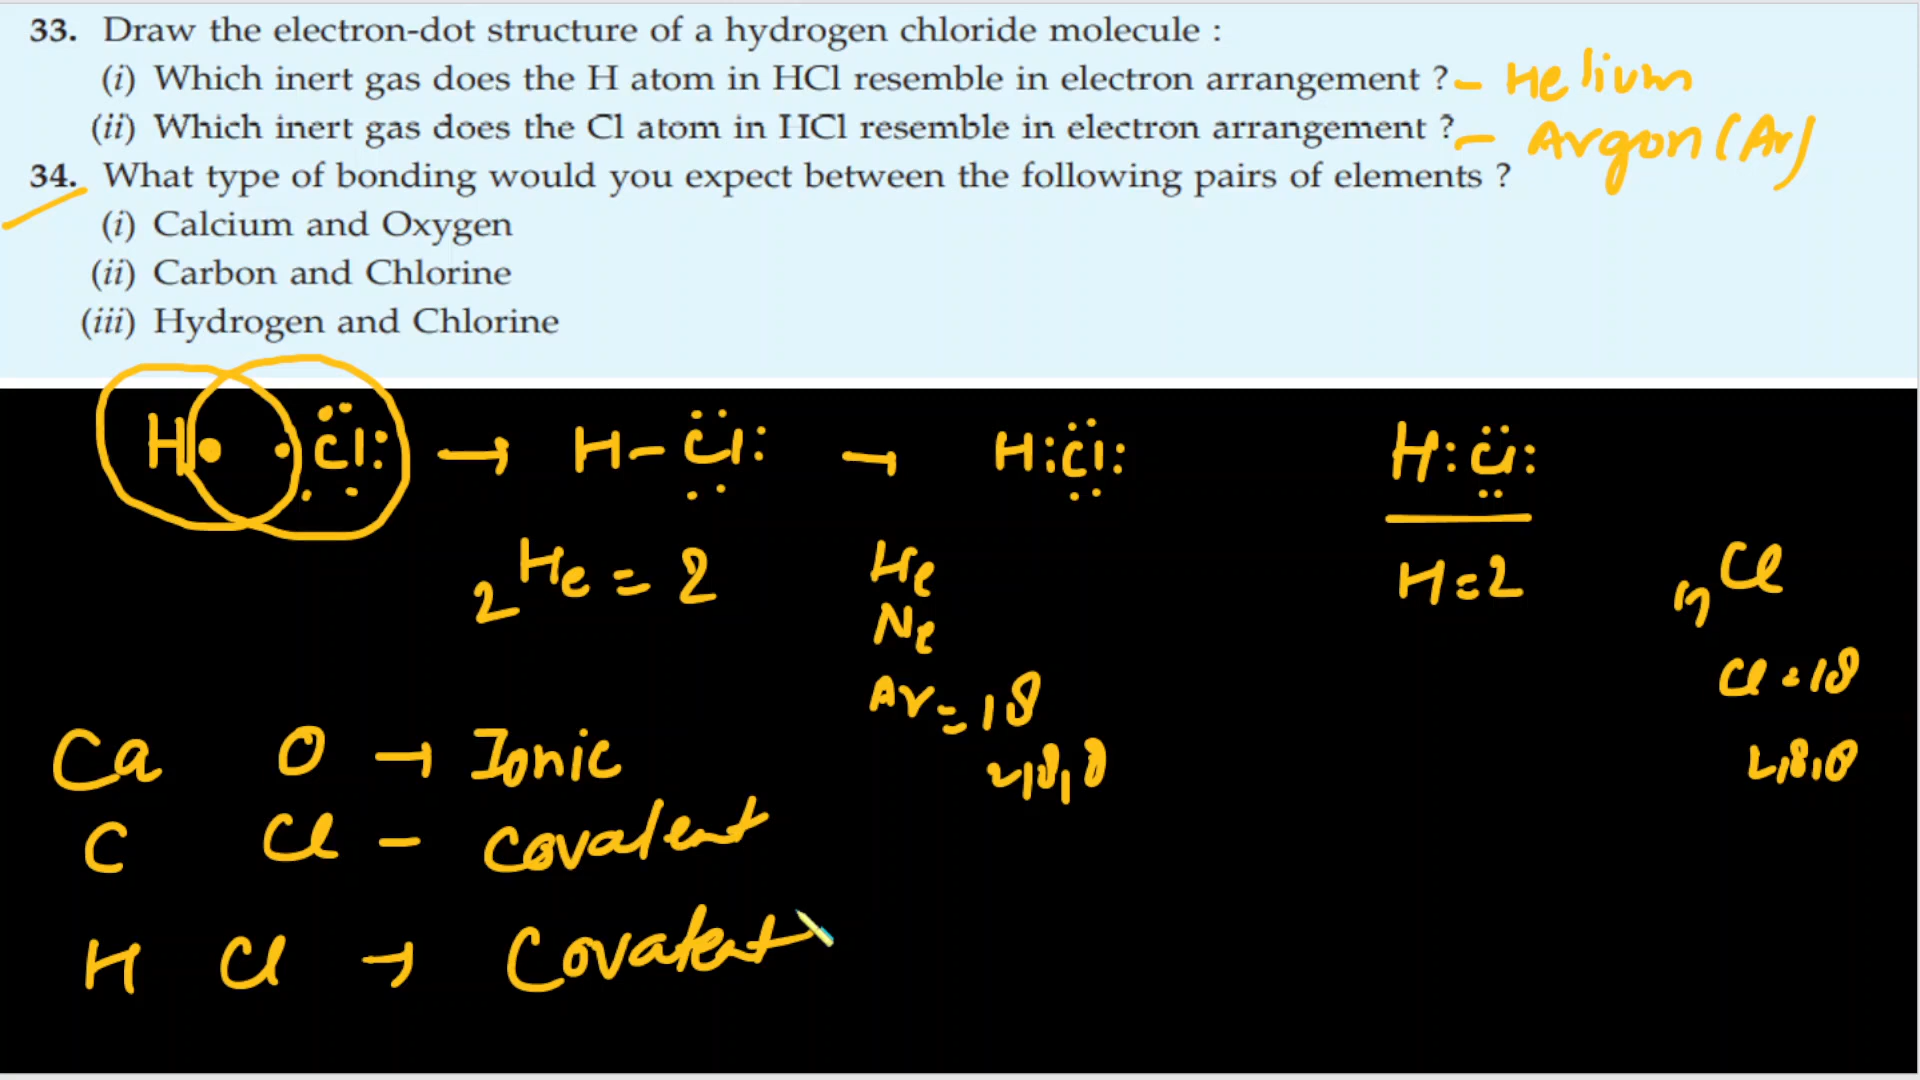 33. Draw the electron-dot structure of a hydrogen chloride molecule :
(i) Which inert gas does the H atom in HCl resemble in electron arrangement ? – Helium
(ii) Which inert gas does the Cl atom in HCl resemble in electron arrangement ? – Argon (Ar)
34. What type of bonding would you expect between the following pairs of elements ?
(i) Calcium and Oxygen
(ii) Carbon and Chlorine
(iii) Hydrogen and Chlorine
H• •Cl: → H–Cl: → H:Cl: H:Cl:
₂He = 2 He H=2 ₁₇Cl
Ne
Ar=18 Cl=18
2,8,8 2,8,8
Ca O → Ionic
C Cl – Covalent
H Cl → Covalent